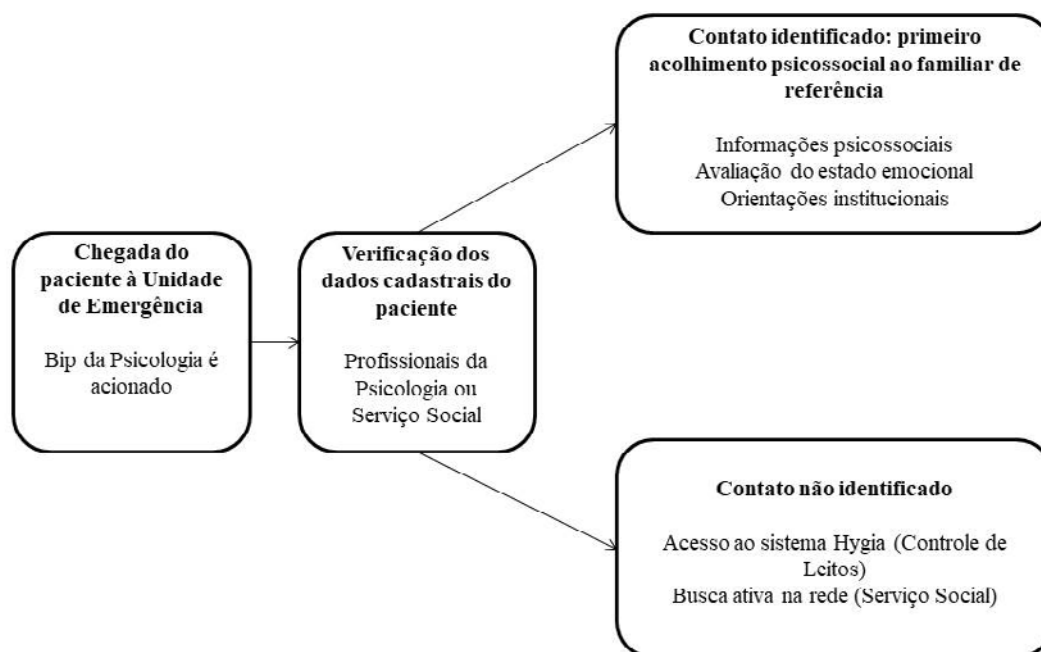 Chegada do
paciente à Unidade
de Emergência
Bip da Psicologia é
acionado
Verificação dos
dados cadastrais do
paciente
Profissionais da
Psicologia ou
Serviço Social
Contato identificado: primeiro
acolhimento psicossocial ao familiar de
referência
Informações psicossociais
Avaliação do estado emocional
Orientações institucionais
Contato não identificado
Acesso ao sistema Hygia (Controle de
Leitos)
Busca ativa na rede (Serviço Social)